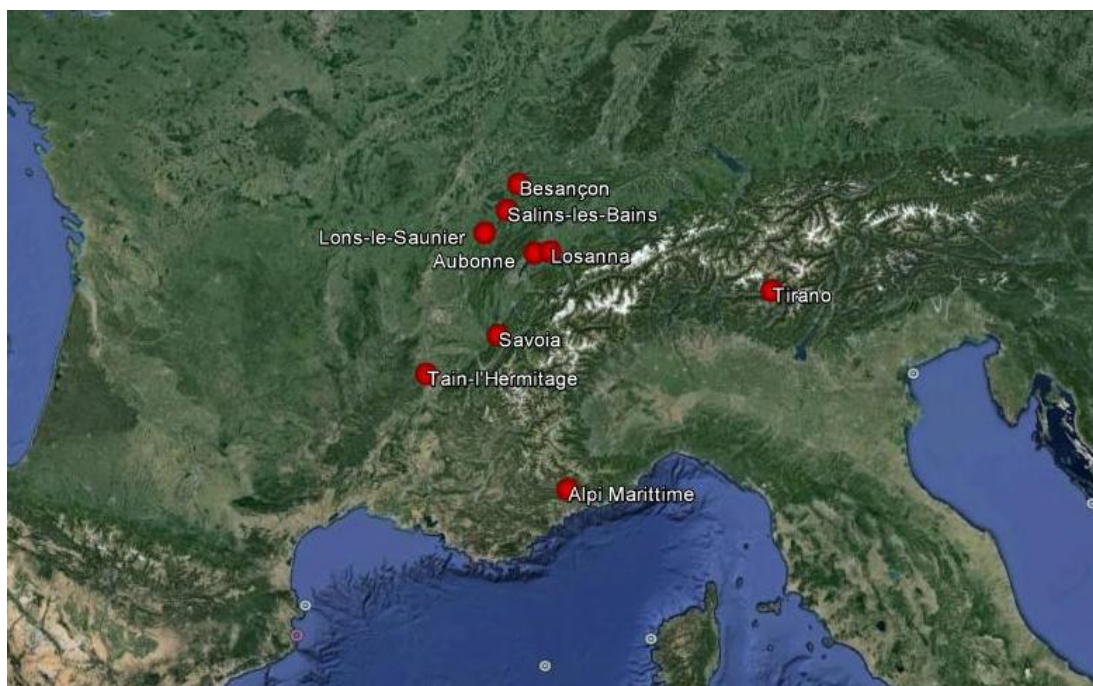 Besançon
Salins-les-Bains
Lons-le-Saunier
Aubonne
Losanna
Tirano
Savoia
Tain-l'Hermitage
Alpi Marittime